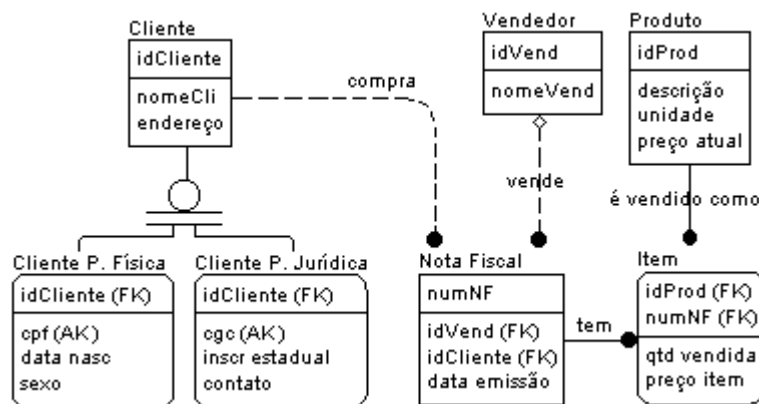 Cliente
idCliente
nomeCli
endereço
compra
Vendedor
idVend
nomeVend
vende
Produto
idProd
descrição
unidade
preço atual
é vendido como
Cliente P. Física
idCliente (FK)
cpf (AK)
data nasc
sexo
Cliente P. Jurídica
idCliente (FK)
cgc (AK)
inscr estadual
contato
Nota Fiscal
numNF
idVend (FK)
idCliente (FK)
data emissão
tem
Item
idProd (FK)
numNF (FK)
qtd vendida
preço item